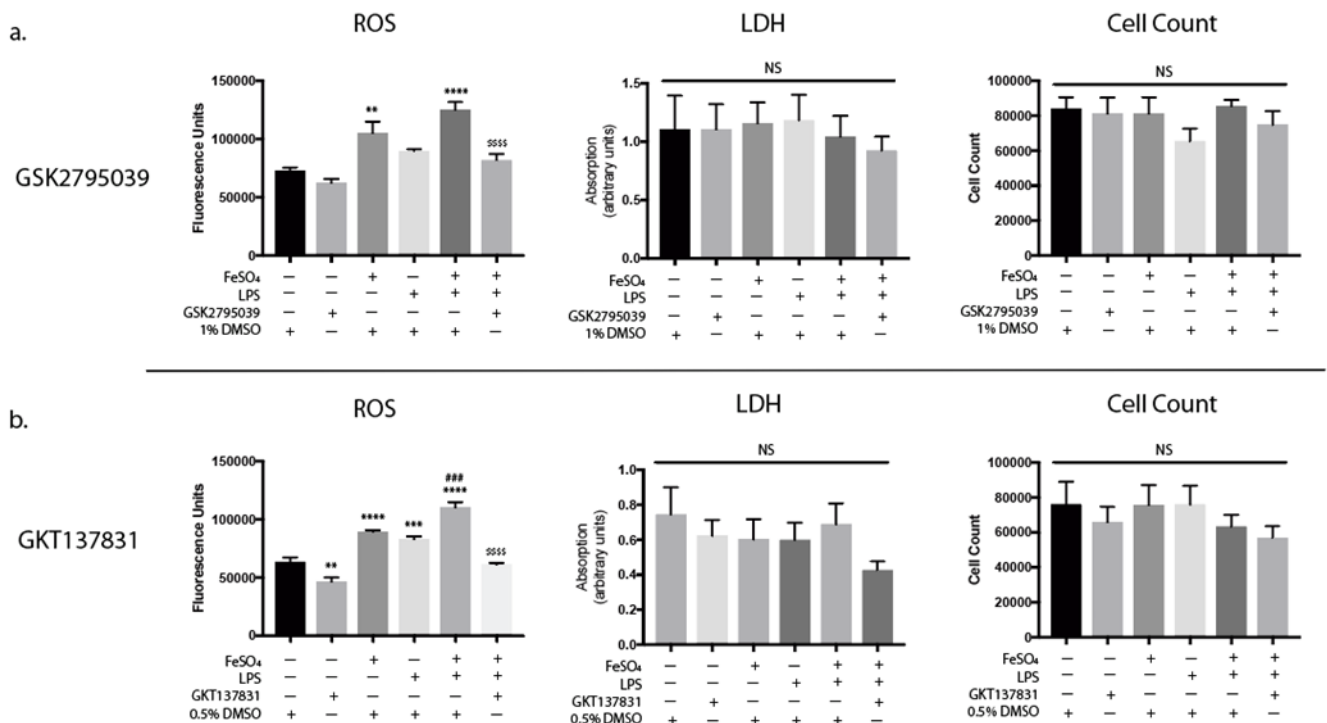 a.
ROS
LDH
Cell Count
GSK2795039
150000
100000
50000
0
Fluorescence Units
**
****
$$$$
FeSO₄ – – + – + +
LPS – – – + + +
GSK2795039 – + – – – +
1% DMSO + – + + + –
1.5
1.0
0.5
0.0
Absorption
(arbitrary units)
NS
FeSO₄ – – + – + +
LPS – – – + + +
GSK2795039 – + – – – +
1% DMSO + – + + + –
100000
80000
60000
40000
20000
0
Cell Count
NS
FeSO₄ – – + – + +
LPS – – – + + +
GSK2795039 – + – – – +
1% DMSO + – + + + –
b.
ROS
LDH
Cell Count
GKT137831
150000
100000
50000
0
Fluorescence Units
**
****
***
###
****
$$$$
FeSO₄ – – + – + +
LPS – – – + + +
GKT137831 – + – – – +
0.5% DMSO + – + + + –
1.0
0.8
0.6
0.4
0.2
0.0
Absorption
(arbitrary units)
NS
FeSO₄ – – + – + +
LPS – – – + + +
GKT137831 – + – – – +
0.5% DMSO + – + + + –
100000
80000
60000
40000
20000
0
Cell Count
NS
FeSO₄ – – + – + +
LPS – – – + + +
GKT137831 – + – – – +
0.5% DMSO + – + + + –